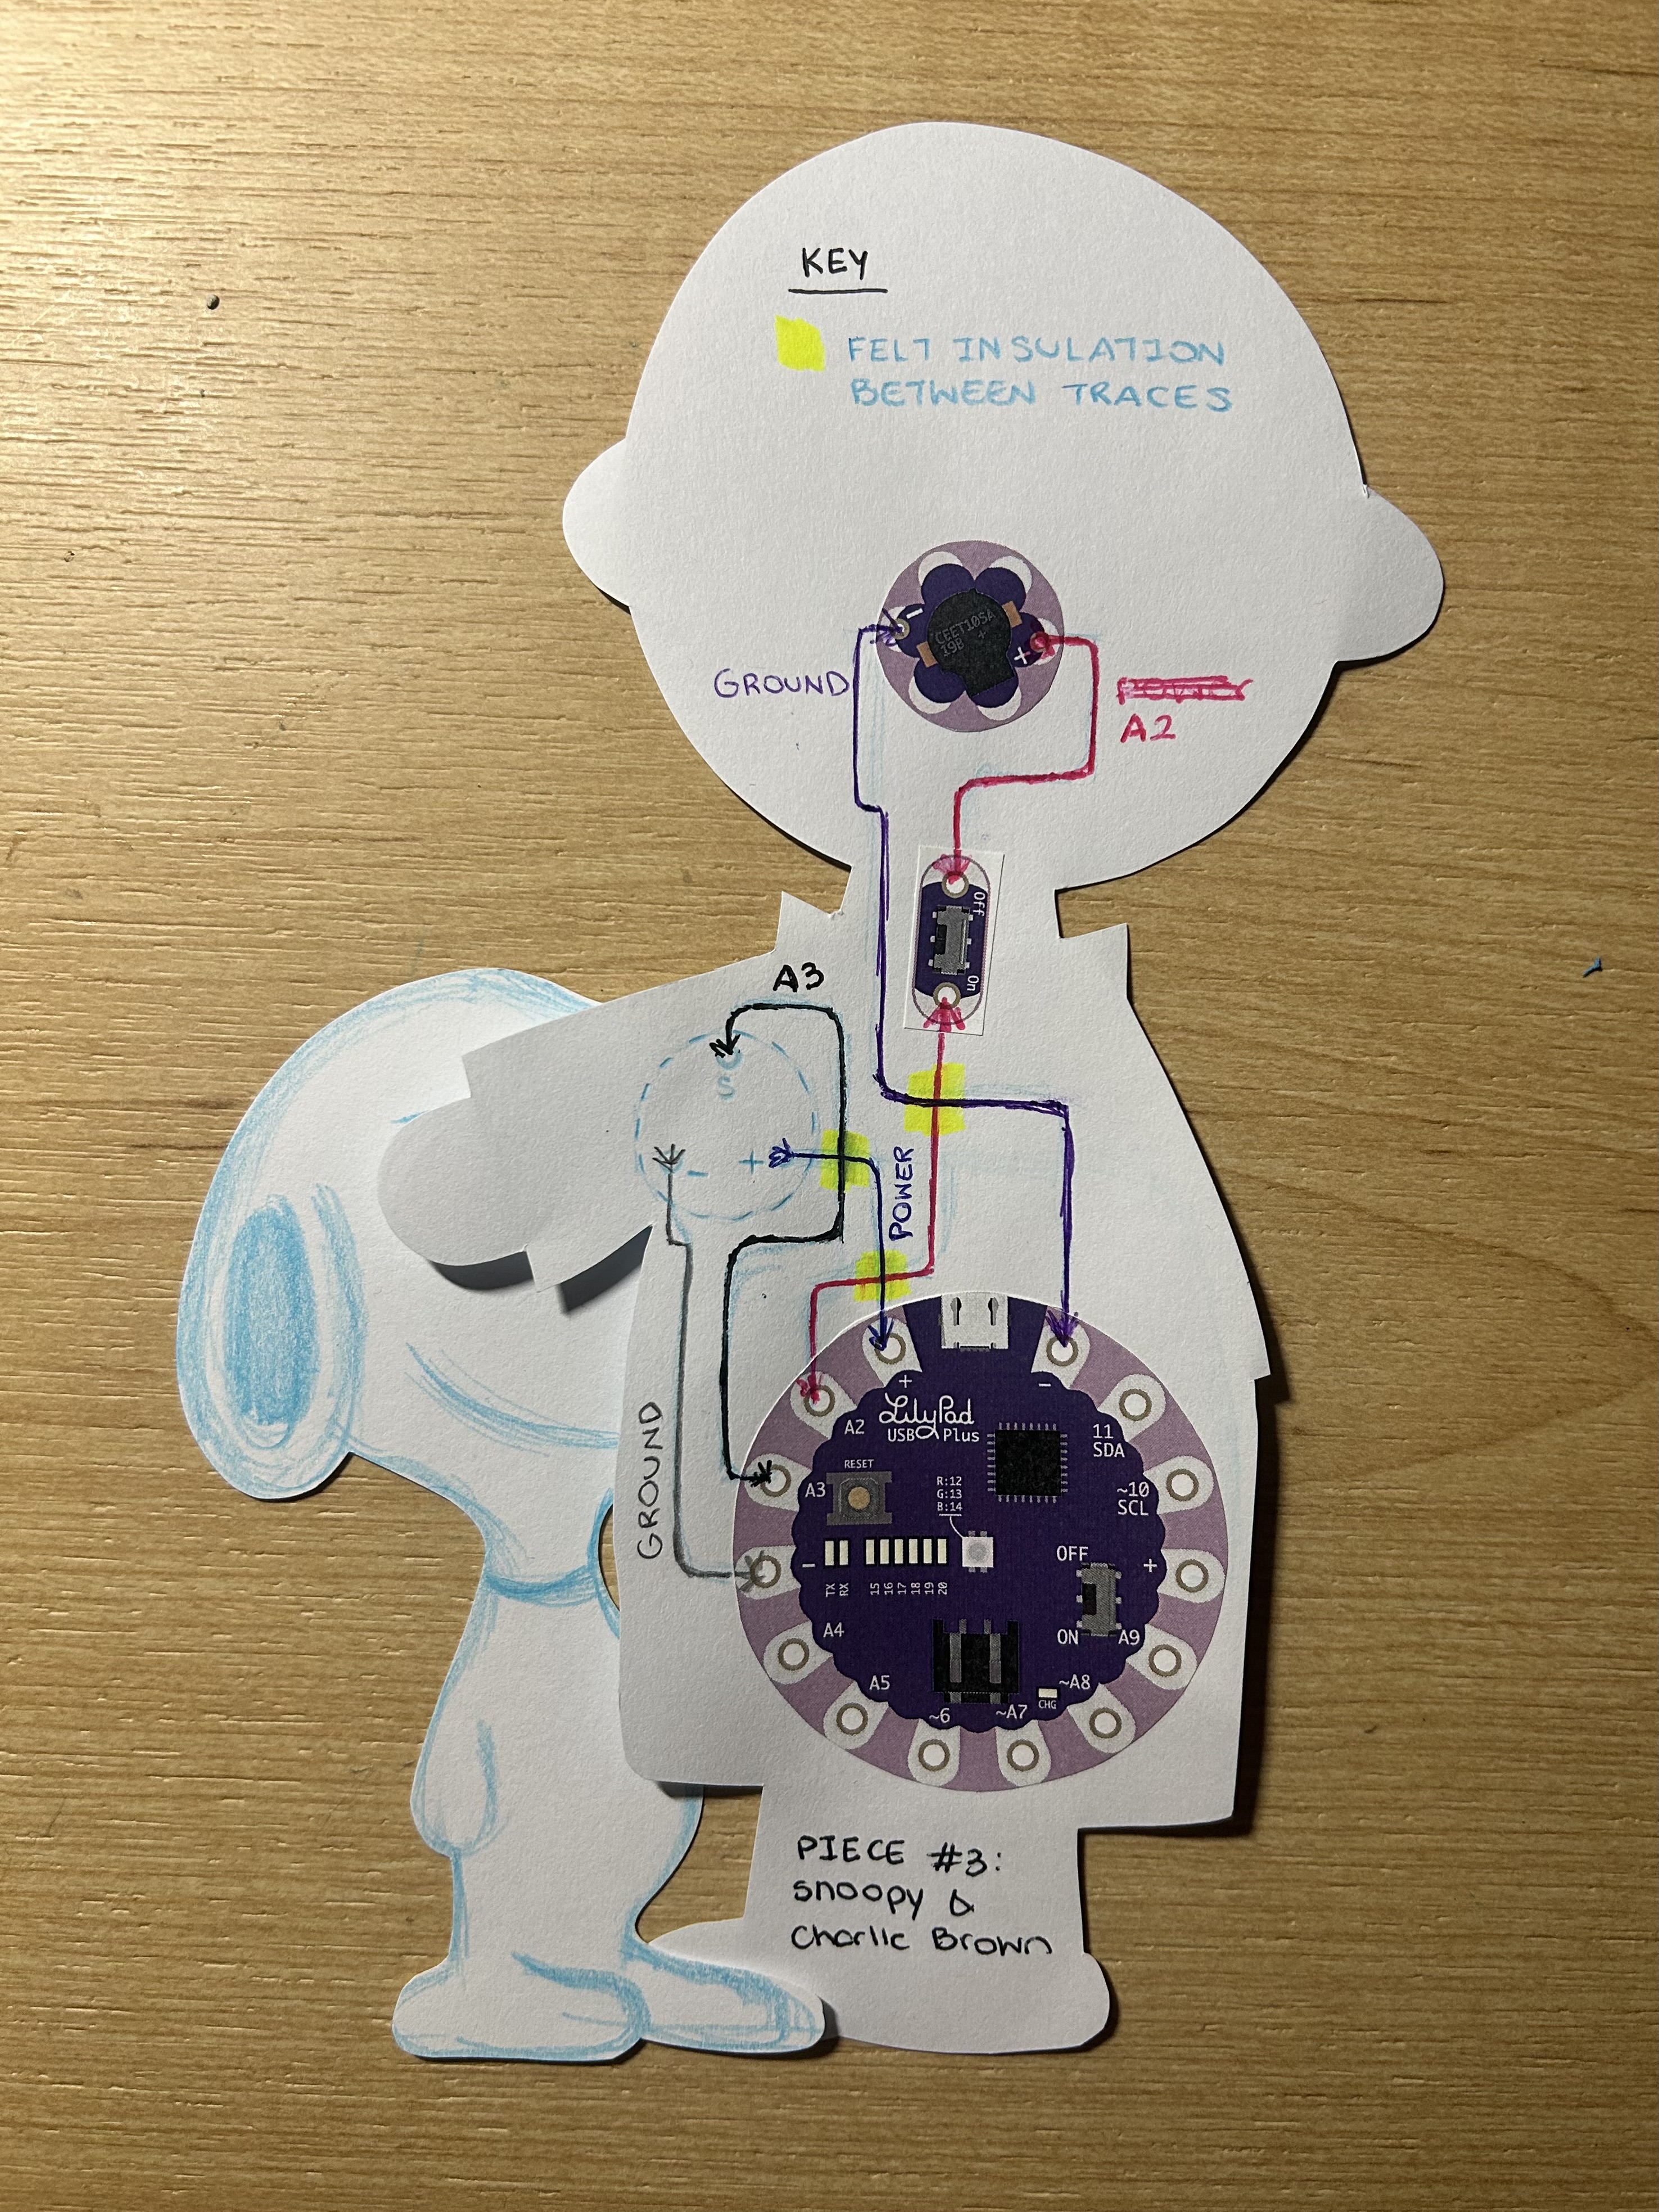 KEY
FELT INSULATION
BETWEEN TRACES
-
CEET10SA
19B +
+
GROUND
A2
Off
On
A3
S
- +
POWER
GROUND
+ -
A2
LilyPad
USB Plus
11
SDA
RESET
A3
R:12
G:13
B:14
~10
SCL
-
OFF
+
TX
RX
15
16
17
18
19
20
A4
ON
A9
A5
~A8
CHG
~6
~A7
PIECE #3:
Snoopy &
Charlie Brown